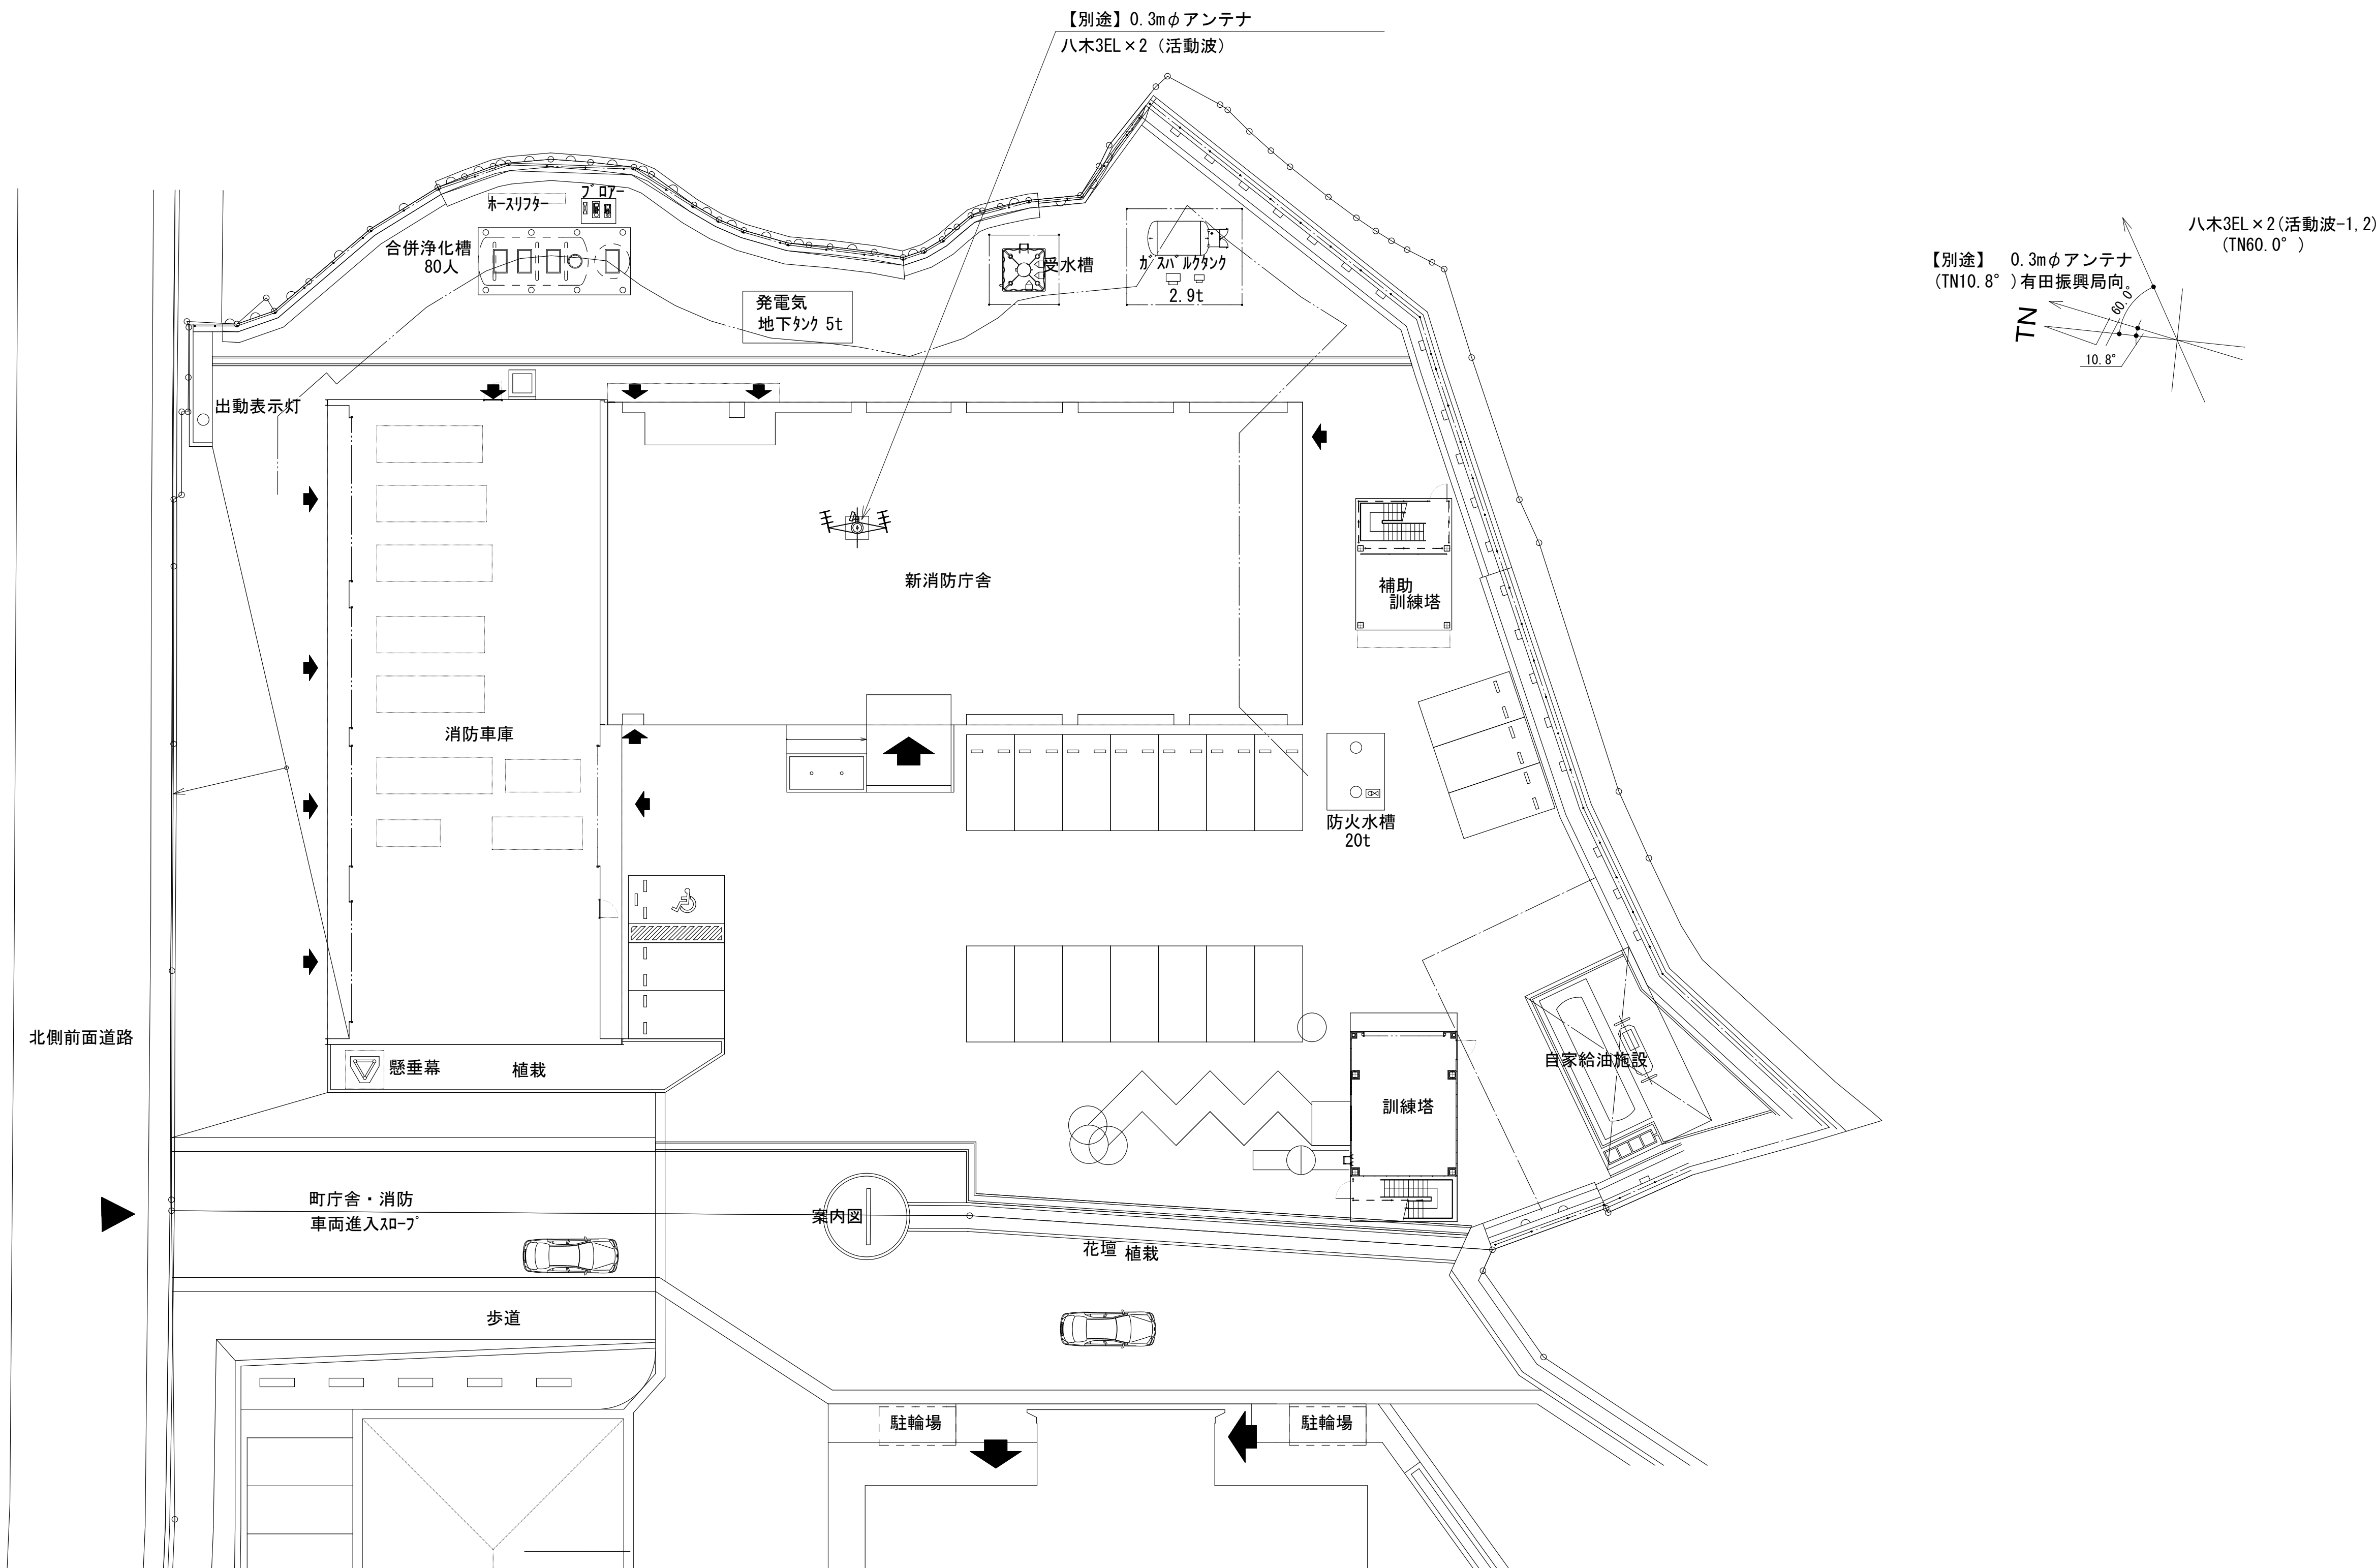 【別途】0.3mφアンテナ
八木3EL×2（活動波）
八木3EL×2(活動波-1,2)
(TN60.0°)
【別途】 0.3mφアンテナ
(TN10.8°)有田振興局向
TN
60.0°
10.8°
ブロアー
ホースリフター
合併浄化槽
80人
受水槽
ガスバルクタンク
2.9t
発電気
地下タンク 5t
出動表示灯
新消防庁舎
補助
訓練塔
消防車庫
防火水槽
20t
北側前面道路
懸垂幕
植栽
自家給油施設
訓練塔
町庁舎・消防
車両進入スロープ
案内図
花壇
植栽
歩道
駐輪場
駐輪場